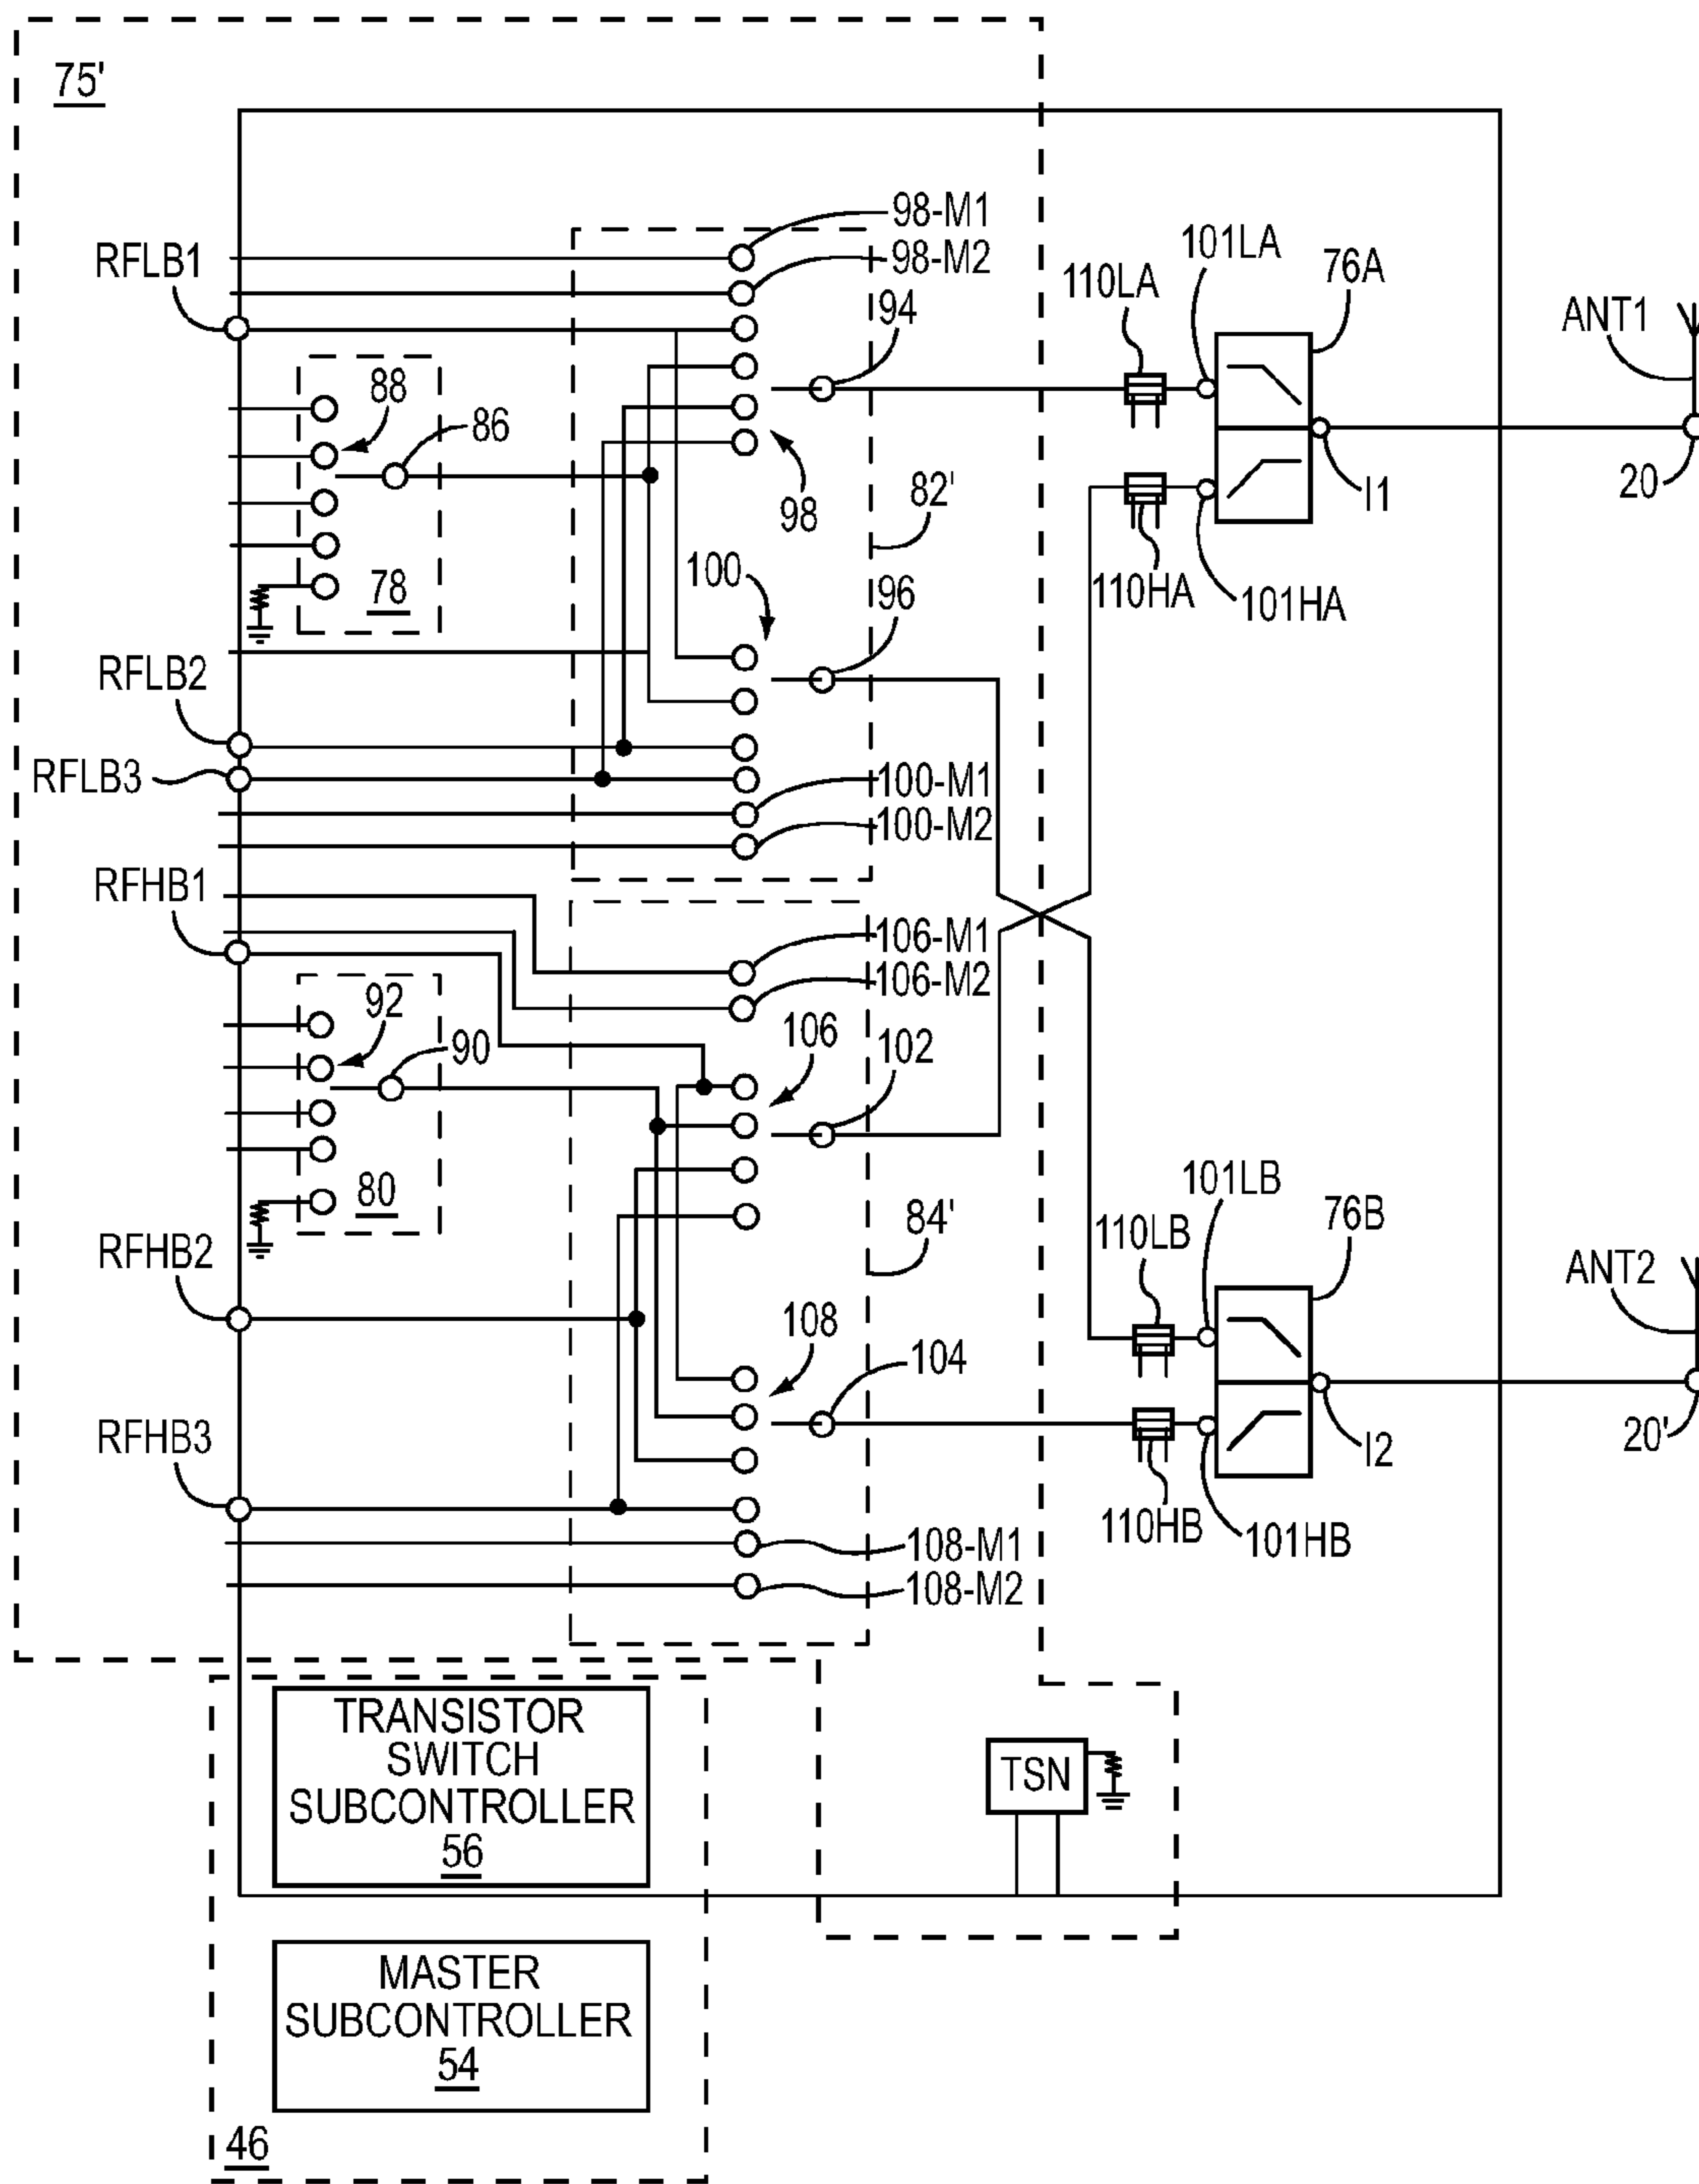 75'
98-M1
RFLB1
98-M2
101LA
76A
110LA
94
ANT1
88
86
98
82'
I1
20
100
78
96
110HA
101HA
RFLB2
RFLB3
100-M1
100-M2
RFHB1
106-M1
106-M2
92
90
106
102
101LB
76B
80
84'
110LB
RFHB2
ANT2
108
104
RFHB3
I2
20'
110HB
101HB
108-M1
108-M2
TRANSISTOR
SWITCH
SUBCONTROLLER
56
TSN
MASTER
SUBCONTROLLER
54
46